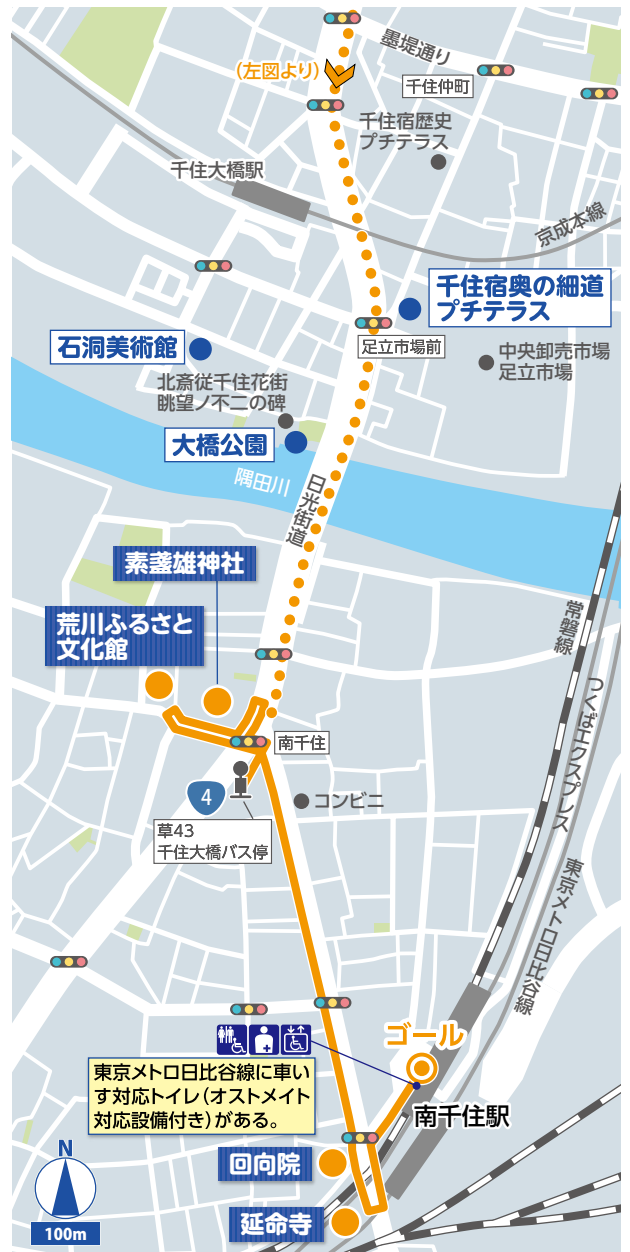 墨堤通り
(左図より)
千住仲町
千住宿歴史
プチテラス
千住大橋駅
京成本線
千住宿奥の細道
プチテラス
足立市場前
石洞美術館
中央卸売市場
足立市場
北斎従千住花街
眺望ノ不二の碑
大橋公園
隅田川
日光街道
素盞雄神社
荒川ふるさと
文化館
常磐線
つくばエクスプレス
南千住
4
コンビニ
草43
千住大橋バス停
東京メトロ日比谷線
ゴール
東京メトロ日比谷線に車い
す対応トイレ(オストメイト
対応設備付き)がある。
南千住駅
回向院
延命寺
N
100m